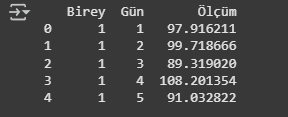 Birey Gün Ölçüm
0 1 1 97.916211
1 1 2 99.718666
2 1 3 89.319020
3 1 4 108.201354
4 1 5 91.032822